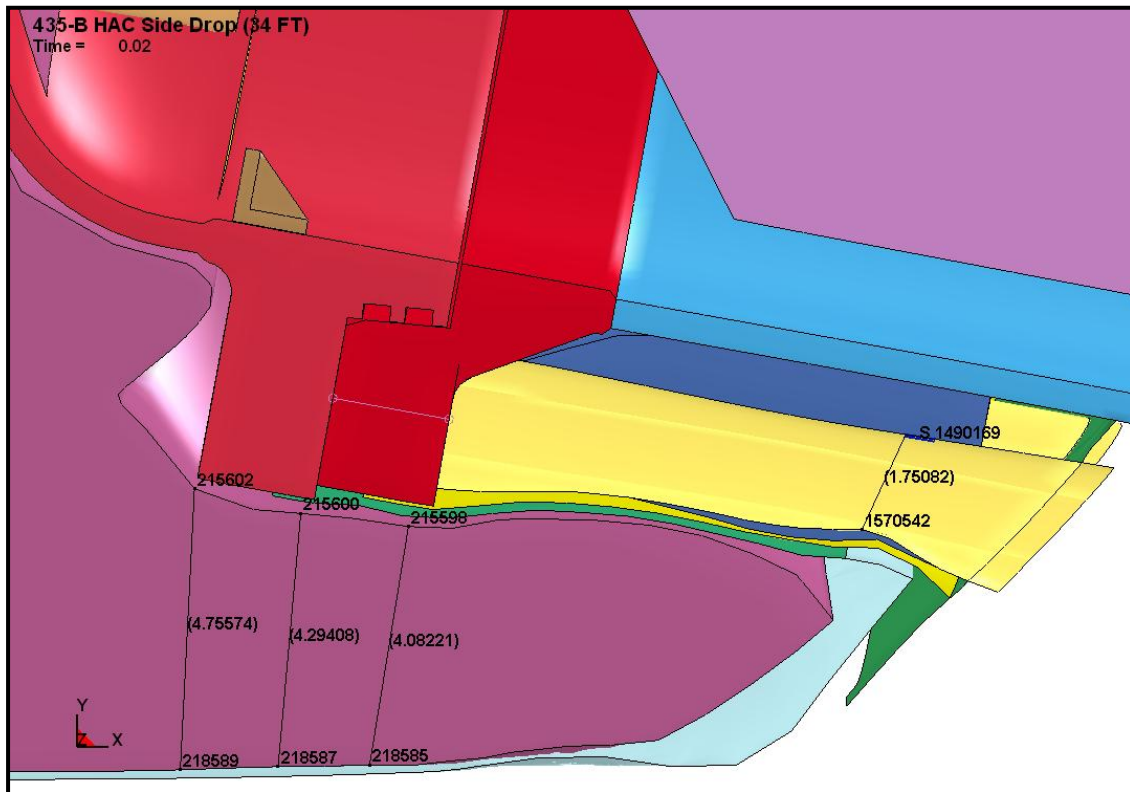 435-B HAC Side Drop (34 FT)
Time = 0.02
S 1490169
(1.75082)
215602
215600
215598
1570542
(4.75574)
(4.29408)
(4.08221)
Y
Z X
218589
218587
218585